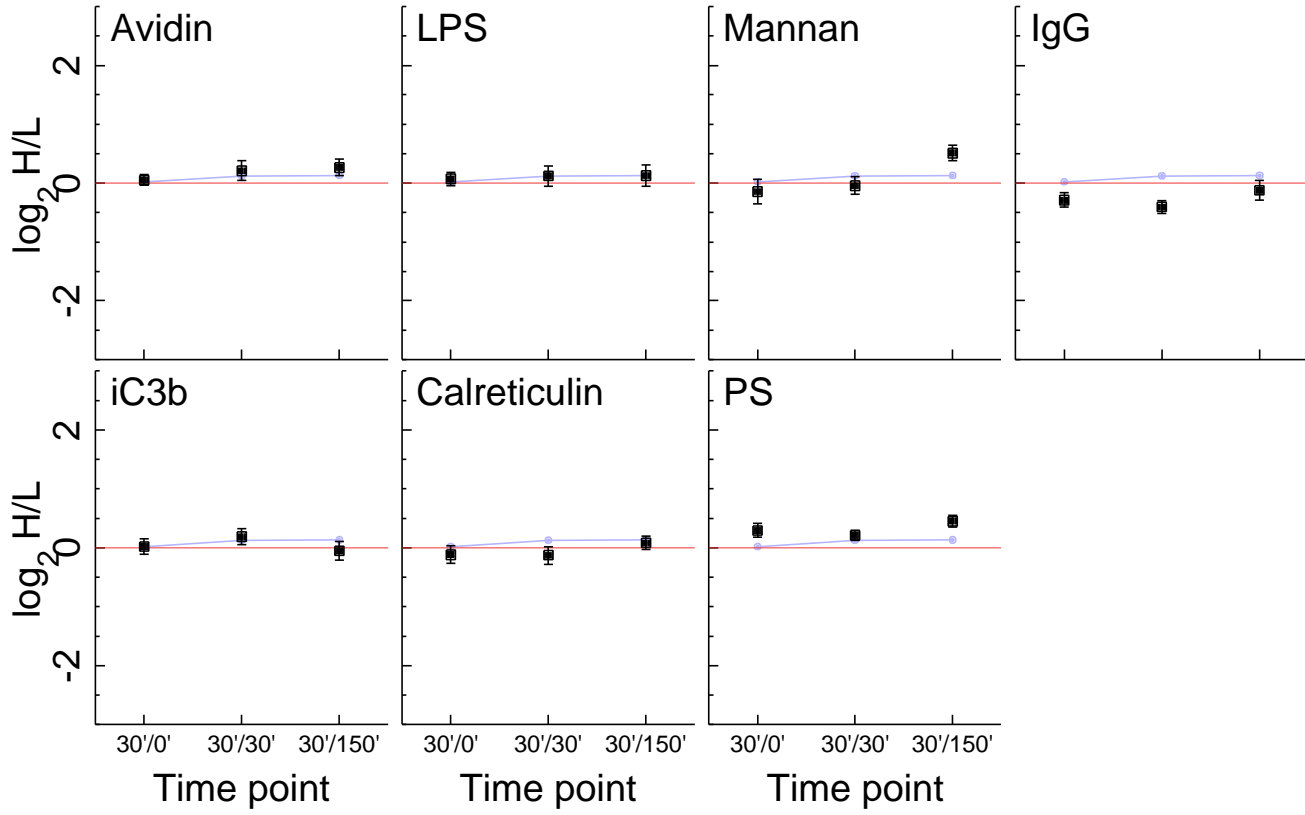 Avidin
LPS
Mannan
IgG
log2 H/L
2
0
-2
iC3b
Calreticulin
PS
log2 H/L
2
0
-2
30'/0' 30'/30' 30'/150'
30'/0' 30'/30' 30'/150'
30'/0' 30'/30' 30'/150'
Time point
Time point
Time point